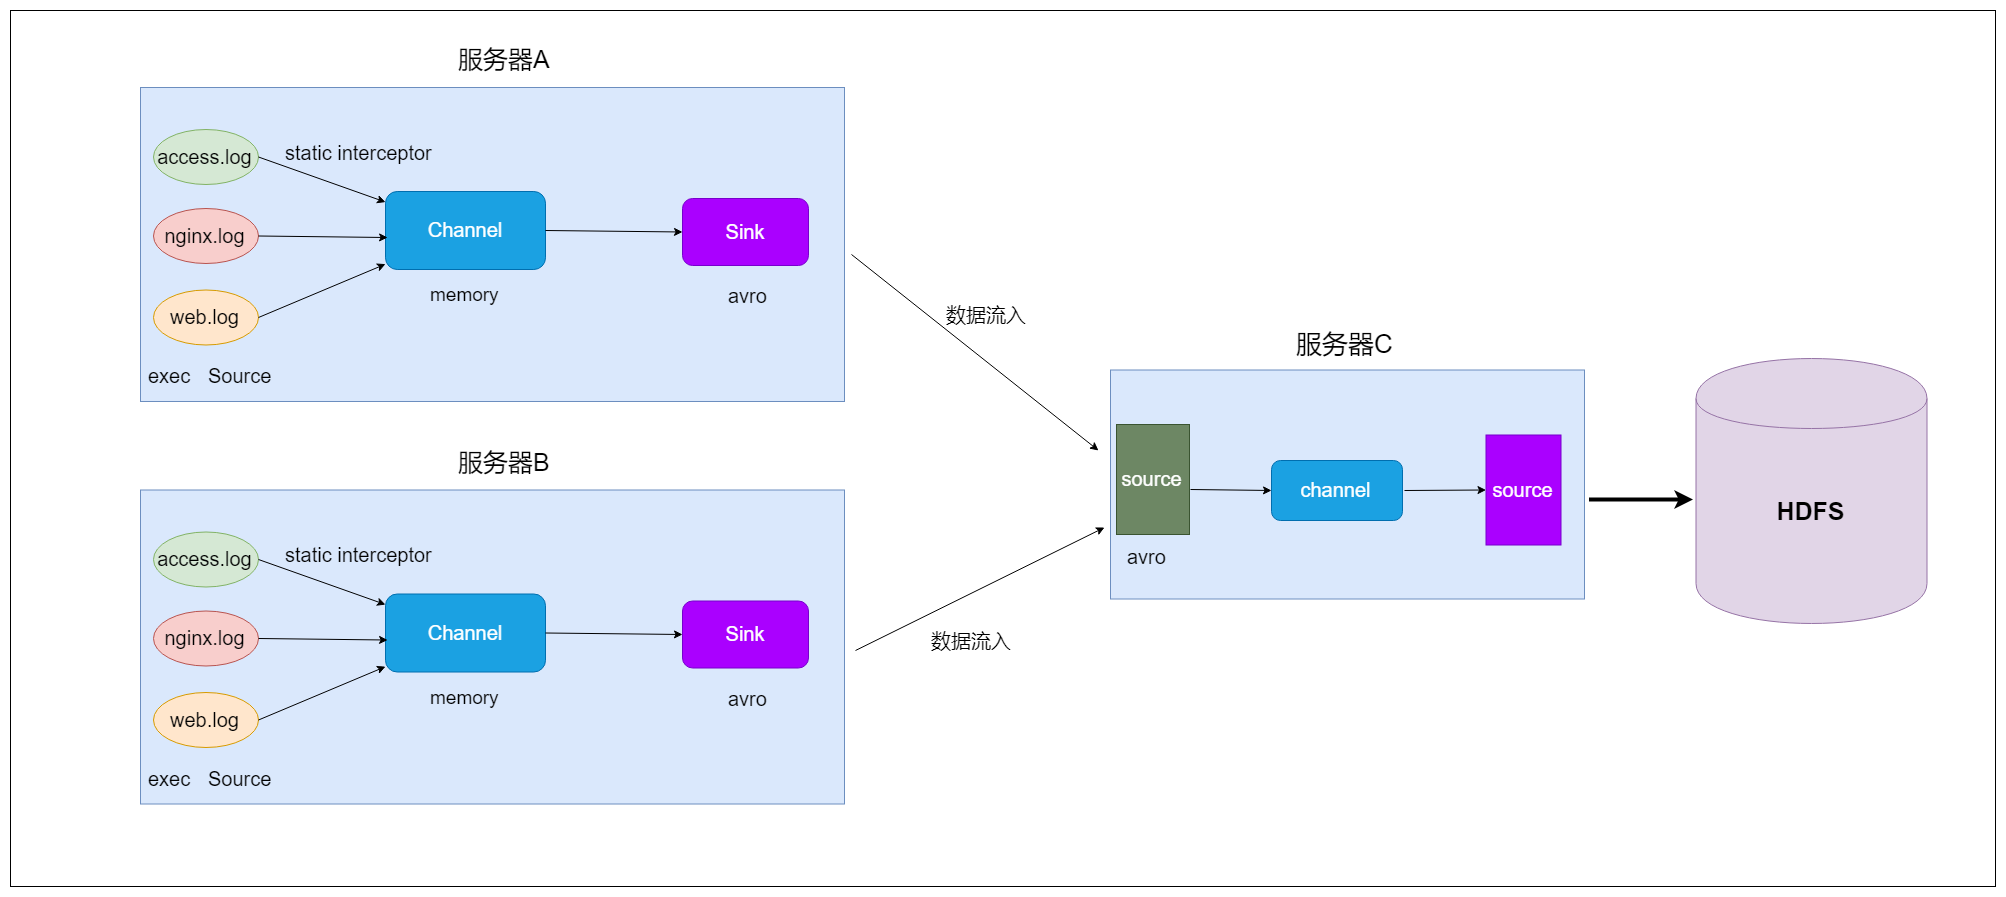 服务器A
access.log
static interceptor
nginx.log
Channel
Sink
web.log
memory
avro
exec Source
数据流入
服务器B
access.log
static interceptor
nginx.log
Channel
Sink
web.log
memory
avro
exec Source
数据流入
服务器C
source
channel
source
avro
HDFS